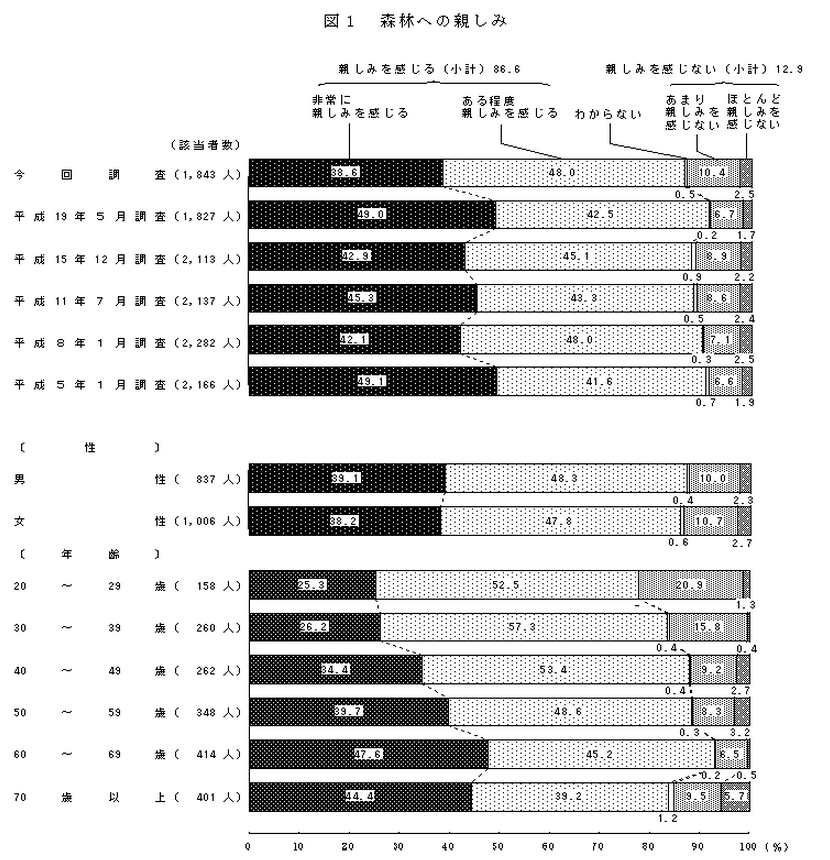 図1 森林への親しみ
親しみを感じる(小計)86.6 親しみを感じない(小計)12.9
非常に
親しみを感じる
ある程度
親しみを感じる
わからない
あまり
親しみを
感じない
ほとんど
親しみを
感じない
(該当者数)
今回調査(1,843人) 38.6 48.0 10.4
0.5 2.5
平成19年5月調査(1,827人) 49.0 42.5 6.7
0.2 1.7
平成15年12月調査(2,113人) 42.9 45.1 8.9
0.9 2.2
平成11年7月調査(2,137人) 45.3 43.3 8.6
0.5 2.4
平成8年1月調査(2,282人) 42.1 48.0 7.1
0.3 2.5
平成5年1月調査(2,166人) 49.1 41.6 6.6
0.7 1.9
〔性〕
男性(837人) 39.1 48.3 10.0
0.4 2.3
女性(1,006人) 38.2 47.8 10.7
0.6 2.7
〔年齢〕
20〜29歳(158人) 25.3 52.5 20.9
- 1.3
30〜39歳(260人) 26.2 57.3 15.8
0.4 0.4
40〜49歳(262人) 34.4 53.4 9.2
0.4 2.7
50〜59歳(348人) 39.7 48.6 8.3
0.3 3.2
60〜69歳(414人) 47.6 45.2 6.5
0.2 0.5
70歳以上(401人) 44.4 39.2 9.5 5.7
1.2
0 10 20 30 40 50 60 70 80 90 100 (%)